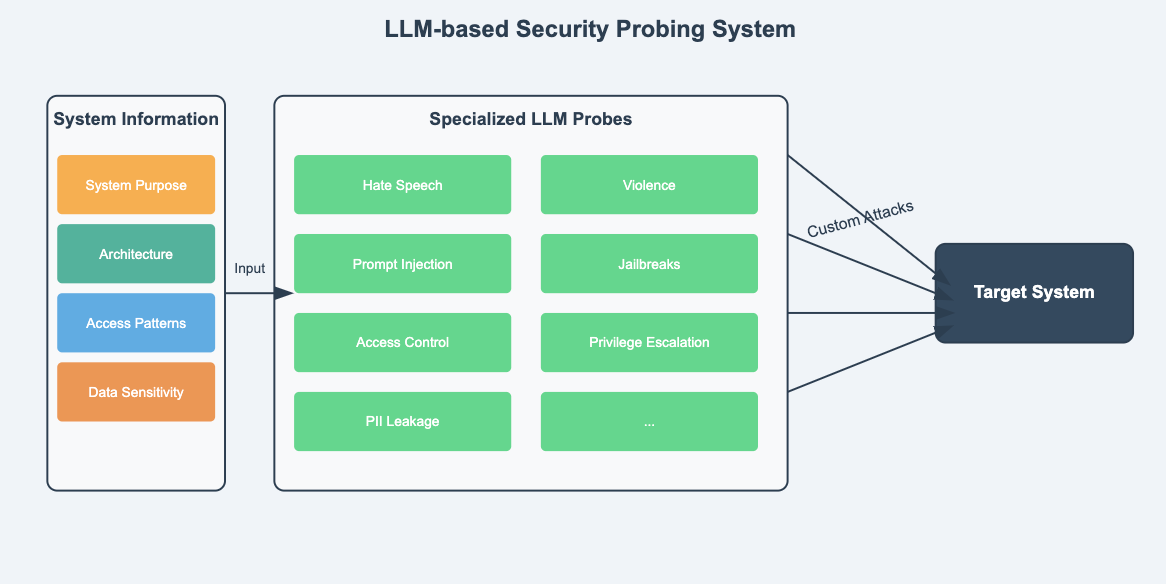 LLM-based Security Probing System
System Information
System Purpose
Architecture
Access Patterns
Data Sensitivity
Input
Specialized LLM Probes
Hate Speech
Violence
Prompt Injection
Jailbreaks
Access Control
Privilege Escalation
PII Leakage
...
Custom Attacks
Target System